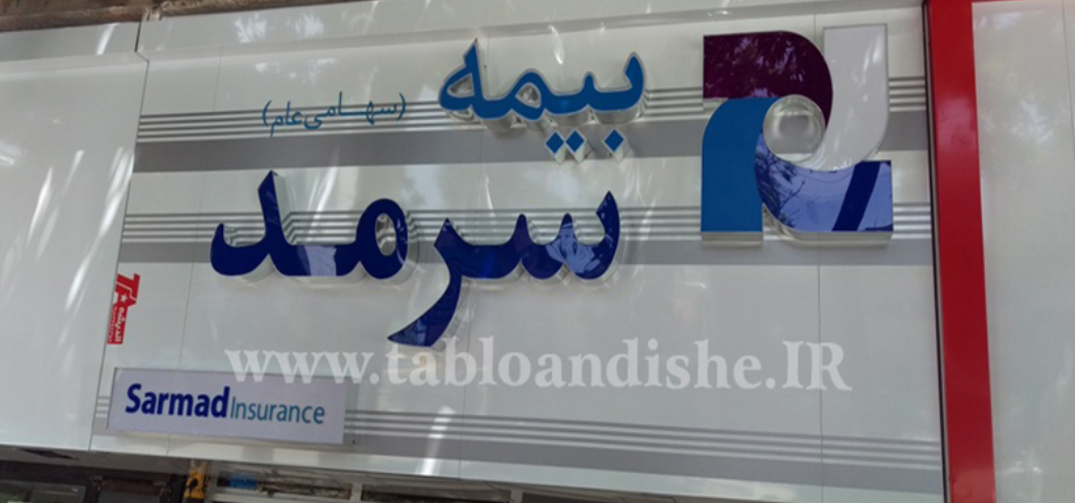 بیمه
(سهامی عام)
سرمد
www.tabloandishe.IR
Sarmad Insurance